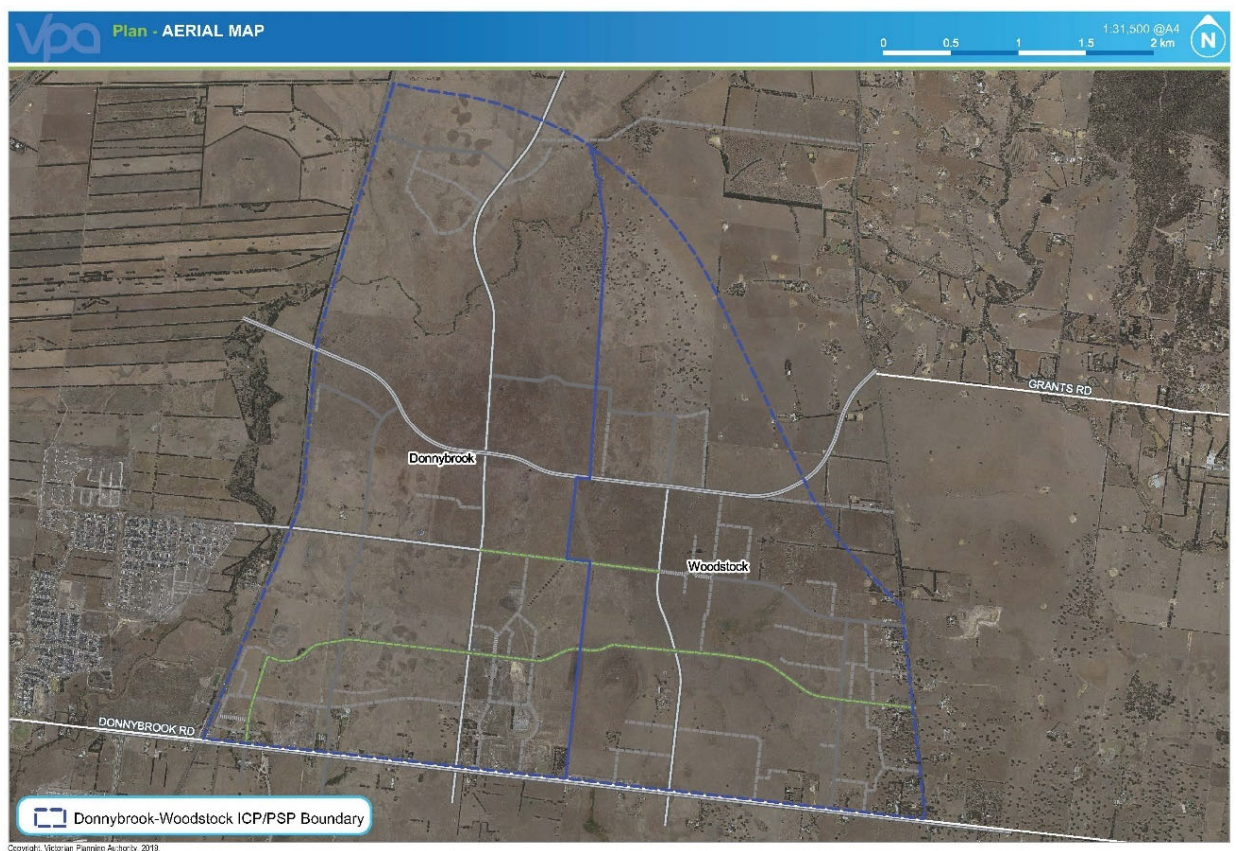 vpa
Plan - AERIAL MAP
1:31,500 @A4
0 0.5 1 1.5 2 km
N
GRANTS RD
Donnybrook
Woodstock
DONNYBROOK RD
Donnybrook-Woodstock ICP/PSP Boundary
Copyright, Victorian Planning Authority, 2019.